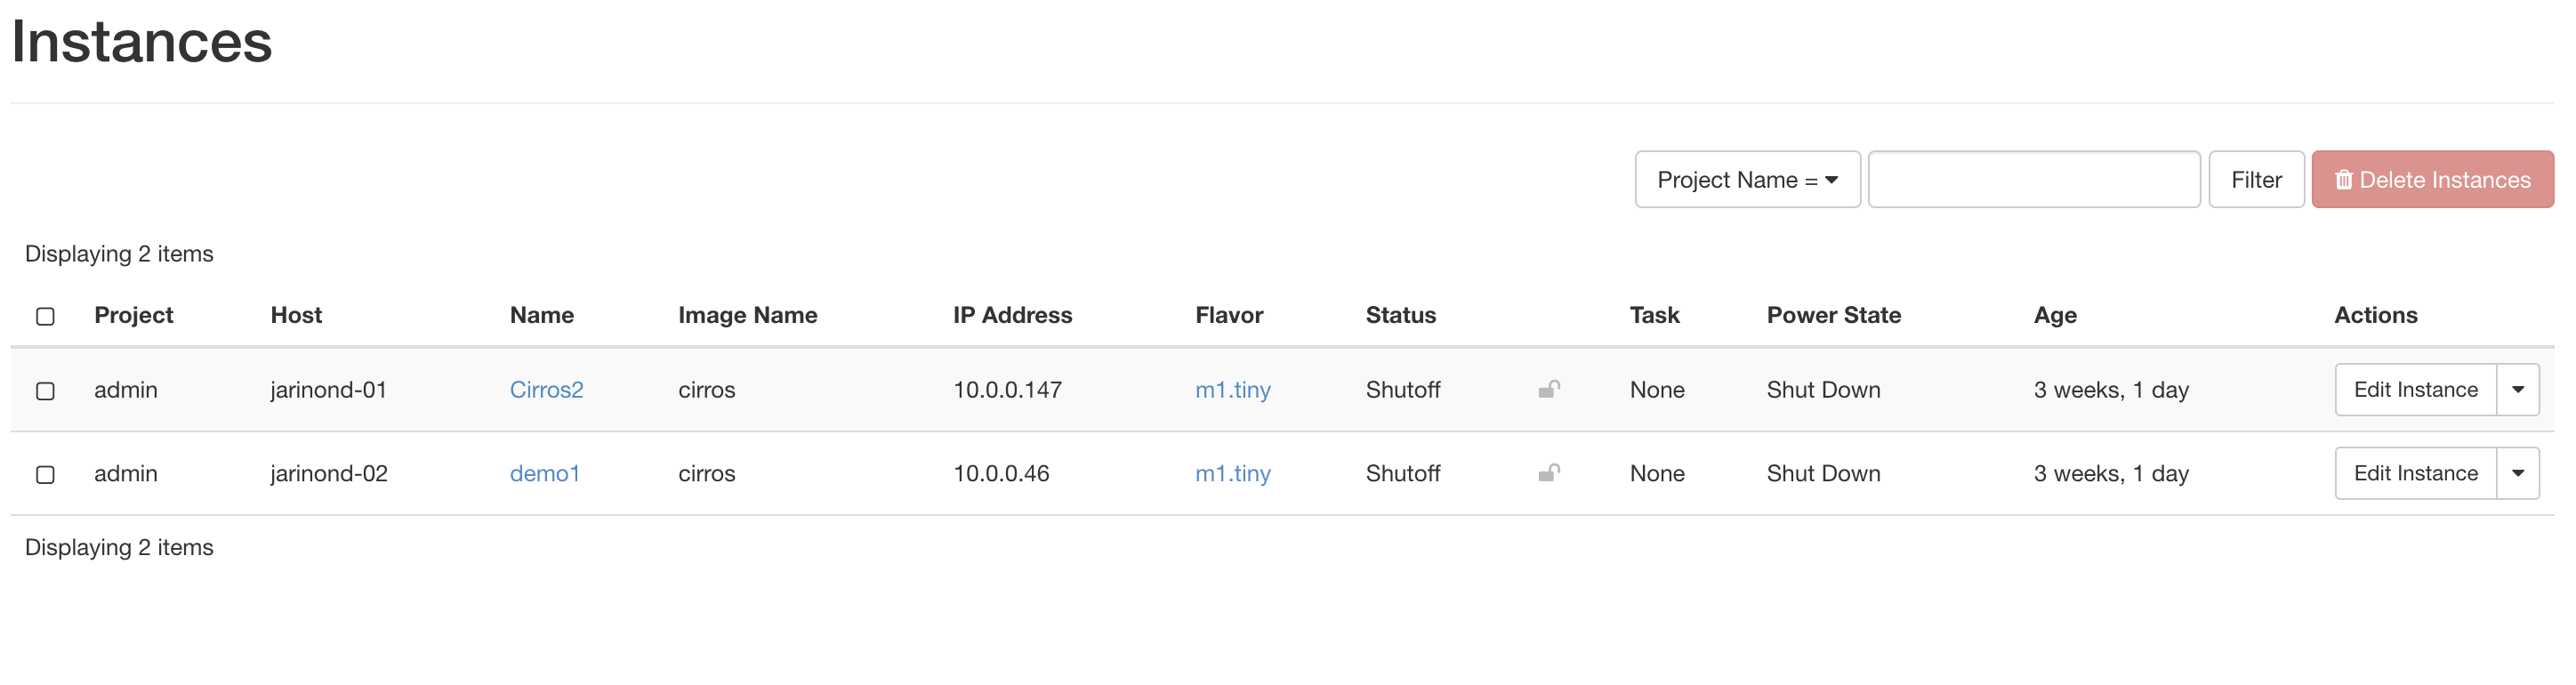 Instances
Project Name = Filter Delete Instances
Displaying 2 items
Project Host Name Image Name IP Address Flavor Status Task Power State Age Actions
admin jarinond-01 Cirros2 cirros 10.0.0.147 m1.tiny Shutoff None Shut Down 3 weeks, 1 day Edit Instance
admin jarinond-02 demo1 cirros 10.0.0.46 m1.tiny Shutoff None Shut Down 3 weeks, 1 day Edit Instance
Displaying 2 items